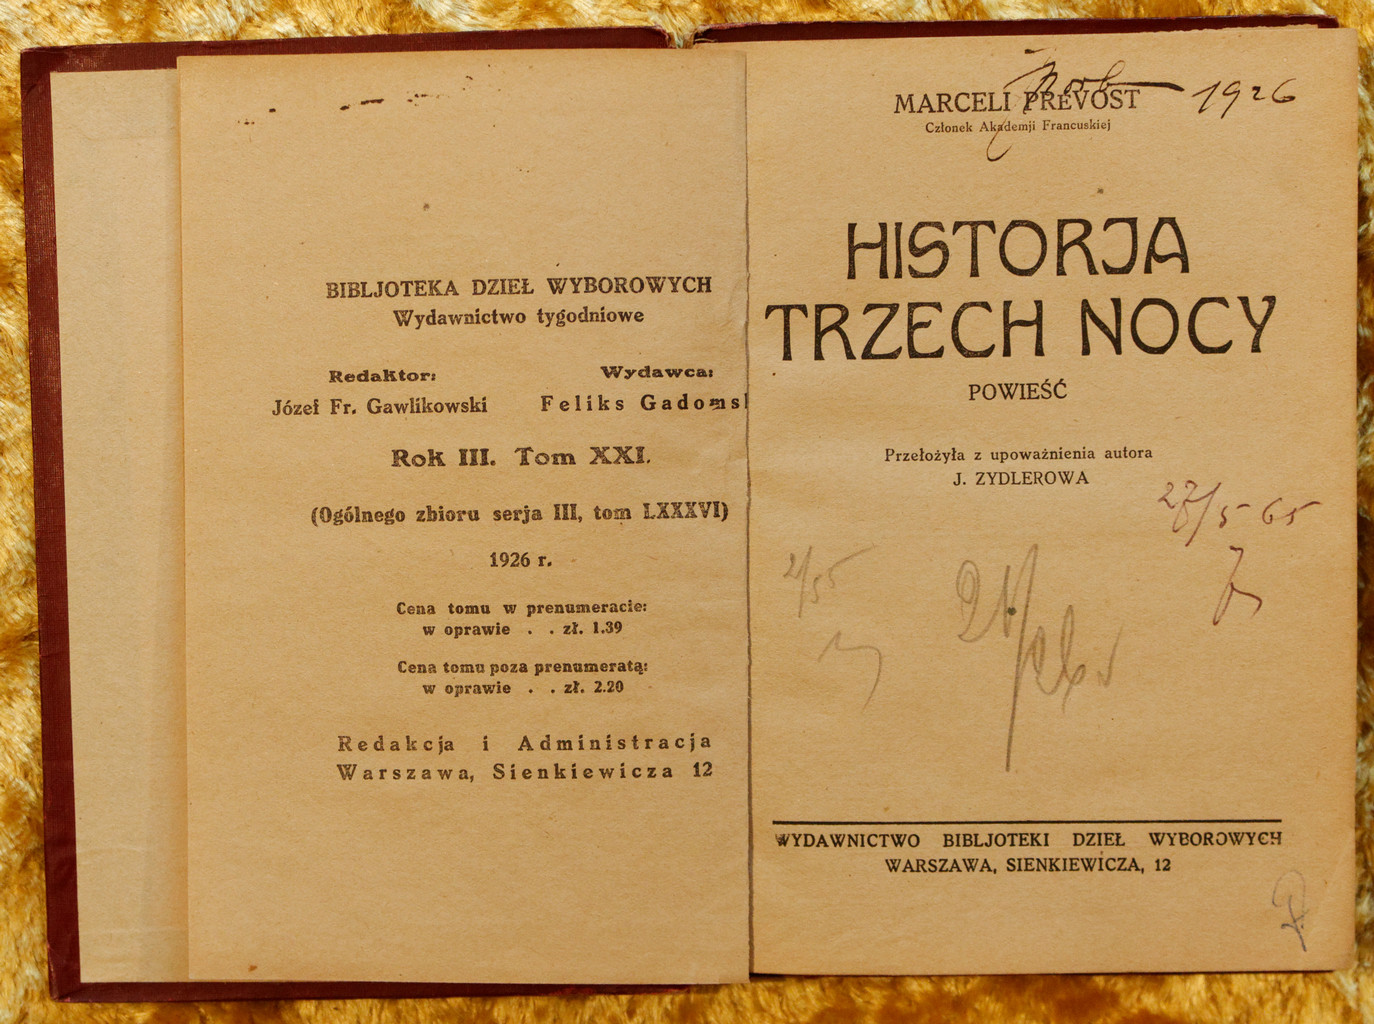 BIBLJOTEKA DZIEŁ WYBOROWYCH
Wydawnictwo tygodniowe
Redaktor: Wydawca:
Józef Fr. Gawlikowski Feliks Gadomsk
Rok III. Tom XXI.
(Ogólnego zbioru serja III, tom LXXXVI)
1926 r.
Cena tomu w prenumeracie:
w oprawie . . zł. 1.39
Cena tomu poza prenumeratą:
w oprawie . . zł. 2.20
Redakcja i Administracja
Warszawa, Sienkiewicza 12
1926
MARCELI PRÉVOST
Członek Akademji Francuskiej
HISTORJA
TRZECH NOCY
POWIEŚĆ
Przełożyła z upoważnienia autora
J. ZYDLEROWA
27/5 65
2/55
WYDAWNICTWO BIBLJOTEKI DZIEŁ WYBOROWYCH
WARSZAWA, SIENKIEWICZA, 12